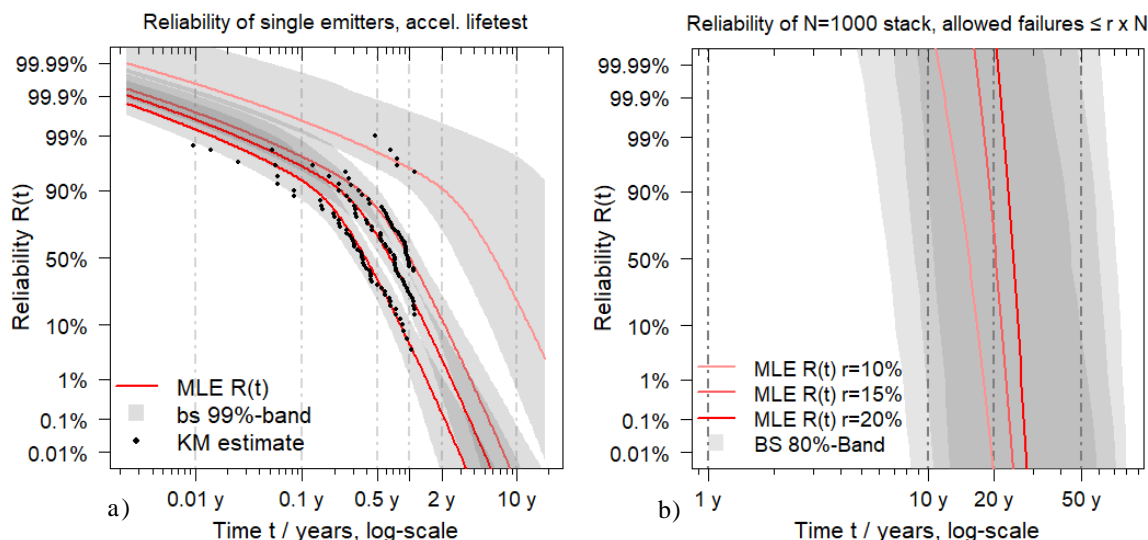 Reliability of single emitters, accel. lifetest
Reliability R(t)
99.99%
99.9%
99%
90%
50%
10%
1%
0.1%
0.01%
MLE R(t)
bs 99%-band
KM estimate
0.01 y
0.1 y
0.5 y
2 y
10 y
a)
Time t / years, log-scale
Reliability of N=1000 stack, allowed failures ≤ r x N
Reliability R(t)
99.99%
99.9%
99%
90%
50%
10%
1%
0.1%
0.01%
MLE R(t) r=10%
MLE R(t) r=15%
MLE R(t) r=20%
BS 80%-Band
1 y
10 y
20 y
50 y
b)
Time t / years, log-scale